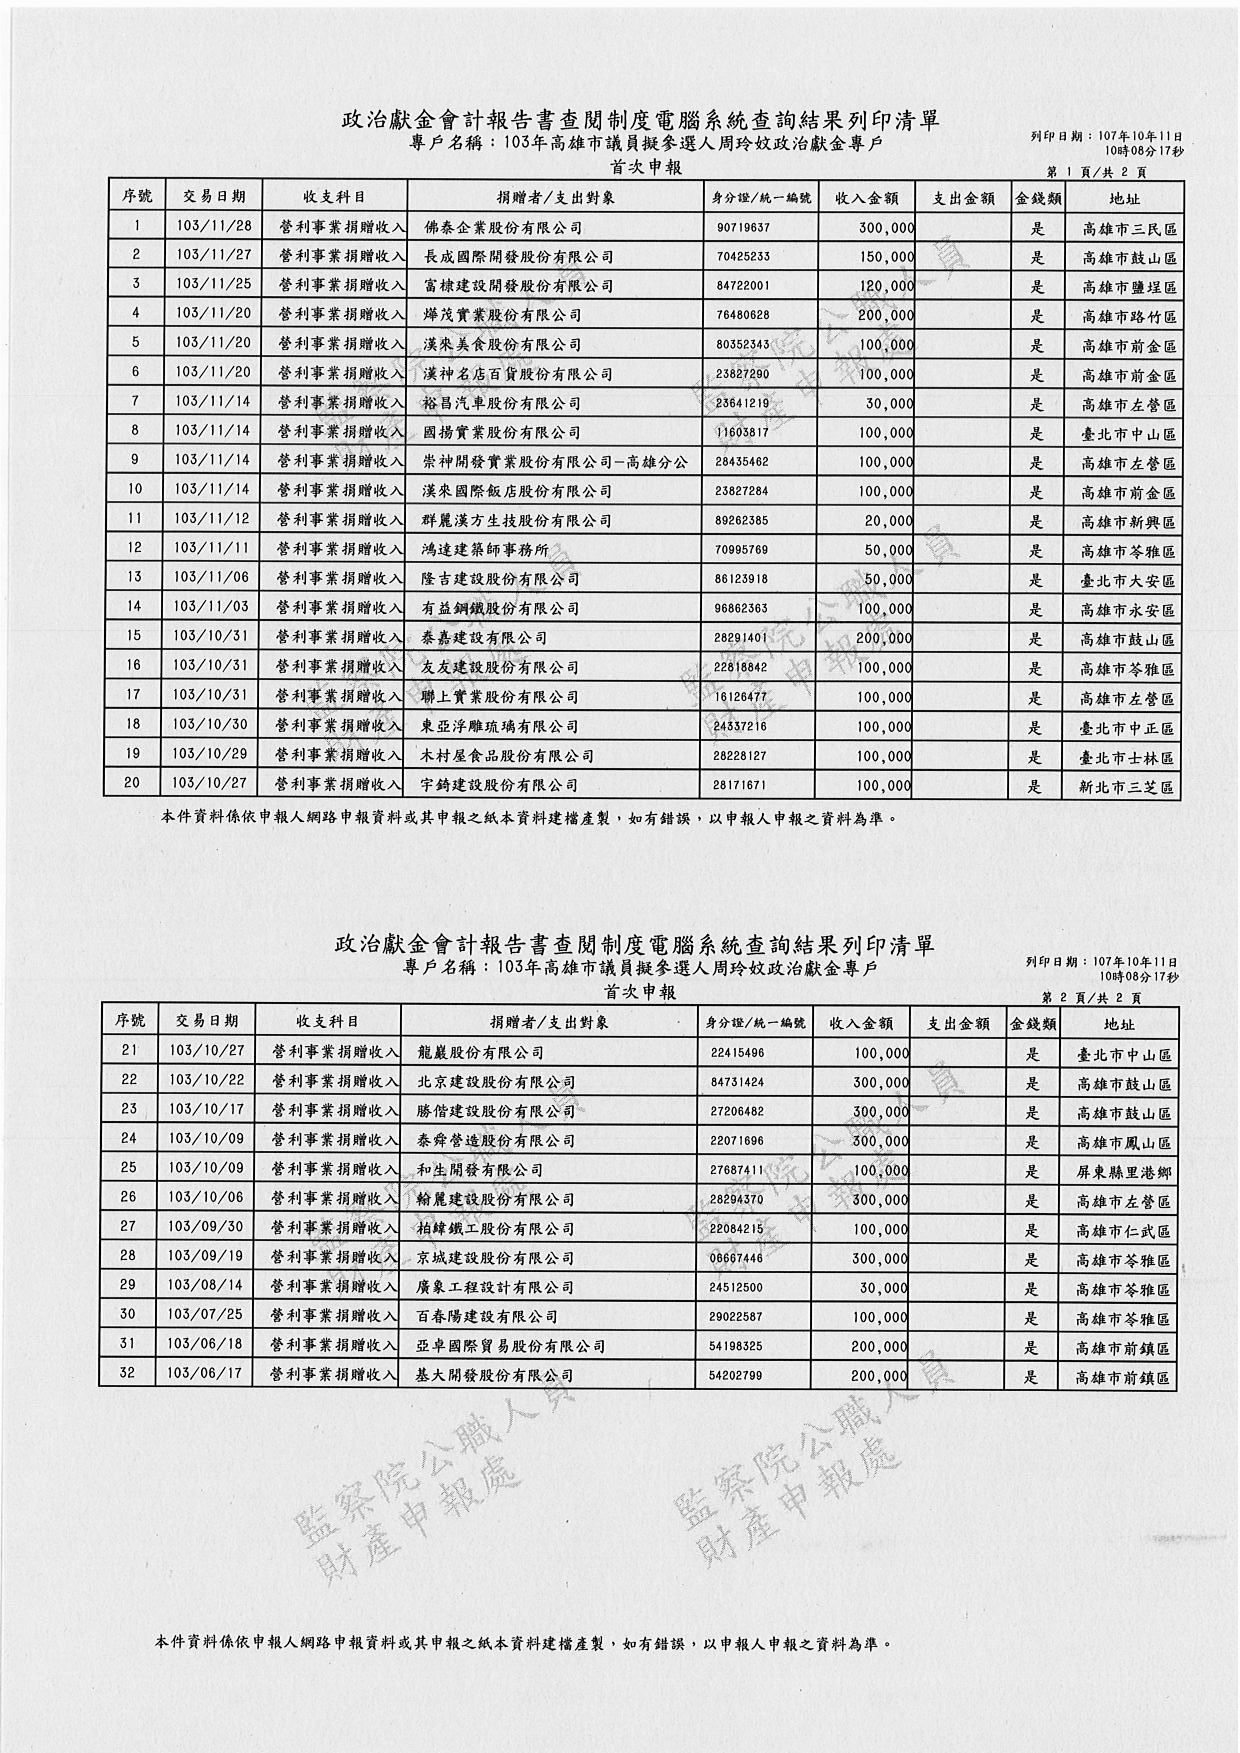 政治獻金會計報告書查閱制度電腦系統查詢結果列印清單
專戶名稱：103年高雄市議員擬參選人周玲妏政治獻金專戶
首次申報
列印日期：107年10年11日
10時08分17秒
第 1 頁/共 2 頁
序號 交易日期 收支科目 捐贈者/支出對象 身分證/統一編號 收入金額 支出金額 金錢類 地址
1 103/11/28 營利事業捐贈收入 佛泰企業股份有限公司 90719637 300,000 是 高雄市三民區
2 103/11/27 營利事業捐贈收入 長成國際開發股份有限公司 70425233 150,000 是 高雄市鼓山區
3 103/11/25 營利事業捐贈收入 富棣建設開發股份有限公司 84722001 120,000 是 高雄市鹽埕區
4 103/11/20 營利事業捐贈收入 燁茂實業股份有限公司 76480628 200,000 是 高雄市路竹區
5 103/11/20 營利事業捐贈收入 漢來美食股份有限公司 80352343 100,000 是 高雄市前金區
6 103/11/20 營利事業捐贈收入 漢神名店百貨股份有限公司 23827290 100,000 是 高雄市前金區
7 103/11/14 營利事業捐贈收入 裕昌汽車股份有限公司 23641219 30,000 是 高雄市左營區
8 103/11/14 營利事業捐贈收入 國揚實業股份有限公司 11603817 100,000 是 臺北市中山區
9 103/11/14 營利事業捐贈收入 崇神開發實業股份有限公司-高雄分公 28435462 100,000 是 高雄市左營區
10 103/11/14 營利事業捐贈收入 漢來國際飯店股份有限公司 23827284 100,000 是 高雄市前金區
11 103/11/12 營利事業捐贈收入 群麗漢方生技股份有限公司 89262385 20,000 是 高雄市新興區
12 103/11/11 營利事業捐贈收入 鴻達建築師事務所 70995769 50,000 是 高雄市苓雅區
13 103/11/06 營利事業捐贈收入 隆吉建設股份有限公司 86123918 50,000 是 臺北市大安區
14 103/11/03 營利事業捐贈收入 有益鋼鐵股份有限公司 96862363 100,000 是 高雄市永安區
15 103/10/31 營利事業捐贈收入 泰嘉建設有限公司 28291401 200,000 是 高雄市鼓山區
16 103/10/31 營利事業捐贈收入 友友建設股份有限公司 22818842 100,000 是 高雄市苓雅區
17 103/10/31 營利事業捐贈收入 聯上實業股份有限公司 16126477 100,000 是 高雄市左營區
18 103/10/30 營利事業捐贈收入 東亞浮雕琉璃有限公司 24337216 100,000 是 臺北市中正區
19 103/10/29 營利事業捐贈收入 木村屋食品股份有限公司 28228127 100,000 是 臺北市士林區
20 103/10/27 營利事業捐贈收入 宇錡建設股份有限公司 28171671 100,000 是 新北市三芝區
本件資料係依申報人網路申報資料或其申報之紙本資料建檔產製，如有錯誤，以申報人申報之資料為準。
政治獻金會計報告書查閱制度電腦系統查詢結果列印清單
專戶名稱：103年高雄市議員擬參選人周玲妏政治獻金專戶
首次申報
列印日期：107年10年11日
10時08分17秒
第 2 頁/共 2 頁
序號 交易日期 收支科目 捐贈者/支出對象 身分證/統一編號 收入金額 支出金額 金錢類 地址
21 103/10/27 營利事業捐贈收入 龍巖股份有限公司 22415496 100,000 是 臺北市中山區
22 103/10/22 營利事業捐贈收入 北京建設股份有限公司 84731424 300,000 是 高雄市鼓山區
23 103/10/17 營利事業捐贈收入 勝偕建設股份有限公司 27206482 300,000 是 高雄市鼓山區
24 103/10/09 營利事業捐贈收入 泰舜營造股份有限公司 22071696 300,000 是 高雄市鳳山區
25 103/10/09 營利事業捐贈收入 和生開發有限公司 27687411 100,000 是 屏東縣里港鄉
26 103/10/06 營利事業捐贈收入 翰麗建設股份有限公司 28294370 300,000 是 高雄市左營區
27 103/09/30 營利事業捐贈收入 柏緯鐵工股份有限公司 22084215 100,000 是 高雄市仁武區
28 103/09/19 營利事業捐贈收入 京城建設股份有限公司 06667446 300,000 是 高雄市苓雅區
29 103/08/14 營利事業捐贈收入 廣象工程設計有限公司 24512500 30,000 是 高雄市苓雅區
30 103/07/25 營利事業捐贈收入 百春陽建設有限公司 29022587 100,000 是 高雄市苓雅區
31 103/06/18 營利事業捐贈收入 亞卓國際貿易股份有限公司 54198325 200,000 是 高雄市前鎮區
32 103/06/17 營利事業捐贈收入 基大開發股份有限公司 54202799 200,000 是 高雄市前鎮區
監察院公職人員
財產申報處
監察院公職人員
財產申報處
本件資料係依申報人網路申報資料或其申報之紙本資料建檔產製，如有錯誤，以申報人申報之資料為準。